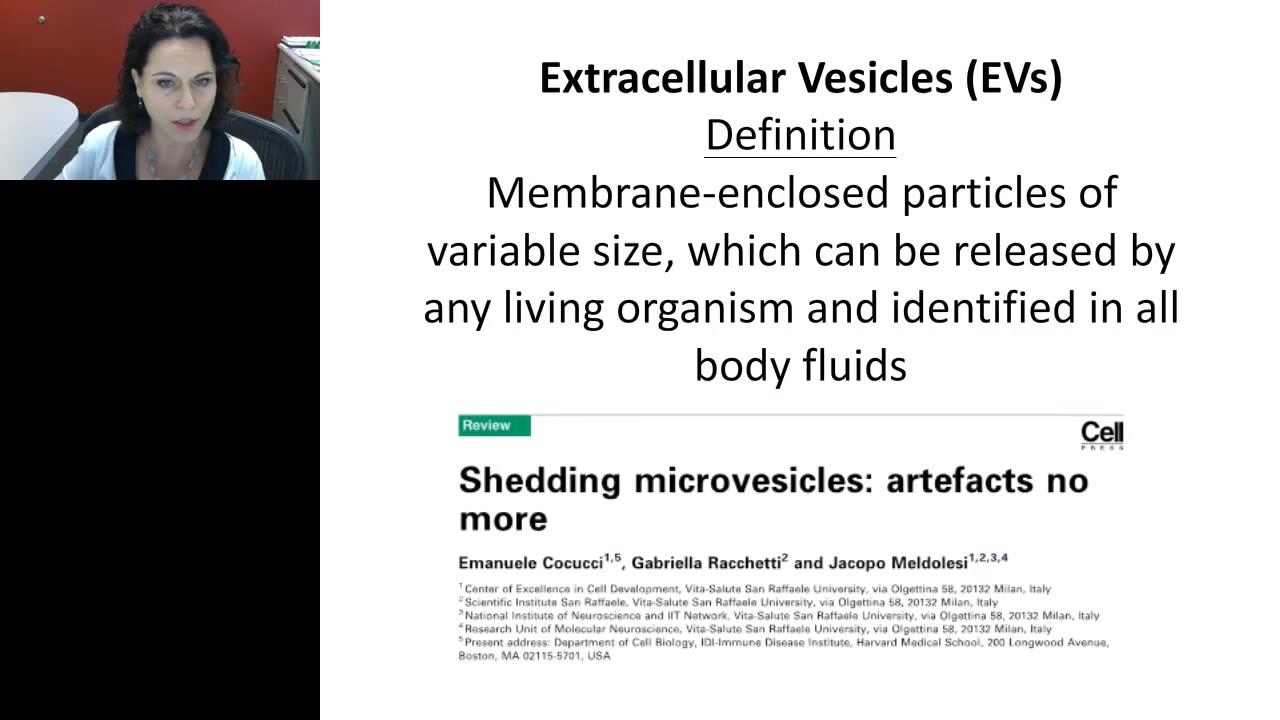 Extracellular Vesicles (EVs)
Definition
Membrane-enclosed particles of
variable size, which can be released by
any living organism and identified in all
body fluids
Review
Cell
PRESS
Shedding microvesicles: artefacts no
more
Emanuele Cocucci1,5, Gabriella Racchetti2 and Jacopo Meldolesi1,2,3,4
1 Center of Excellence in Cell Development, Vita-Salute San Raffaele University, via Olgettina 58, 20132 Milan, Italy
2 Scientific Institute San Raffaele, Vita-Salute San Raffaele University, via Olgettina 58, 20132 Milan, Italy
3 National Institute of Neuroscience and IIT Network, Vita-Salute San Raffaele University, via Olgettina 58, 20132 Milan, Italy
4 Research Unit of Molecular Neuroscience, Vita-Salute San Raffaele University, via Olgettina 58, 20132 Milan, Italy
5 Present address: Department of Cell Biology, IDI-Immune Disease Institute, Harvard Medical School, 200 Longwood Avenue,
Boston, MA 02115-5701, USA